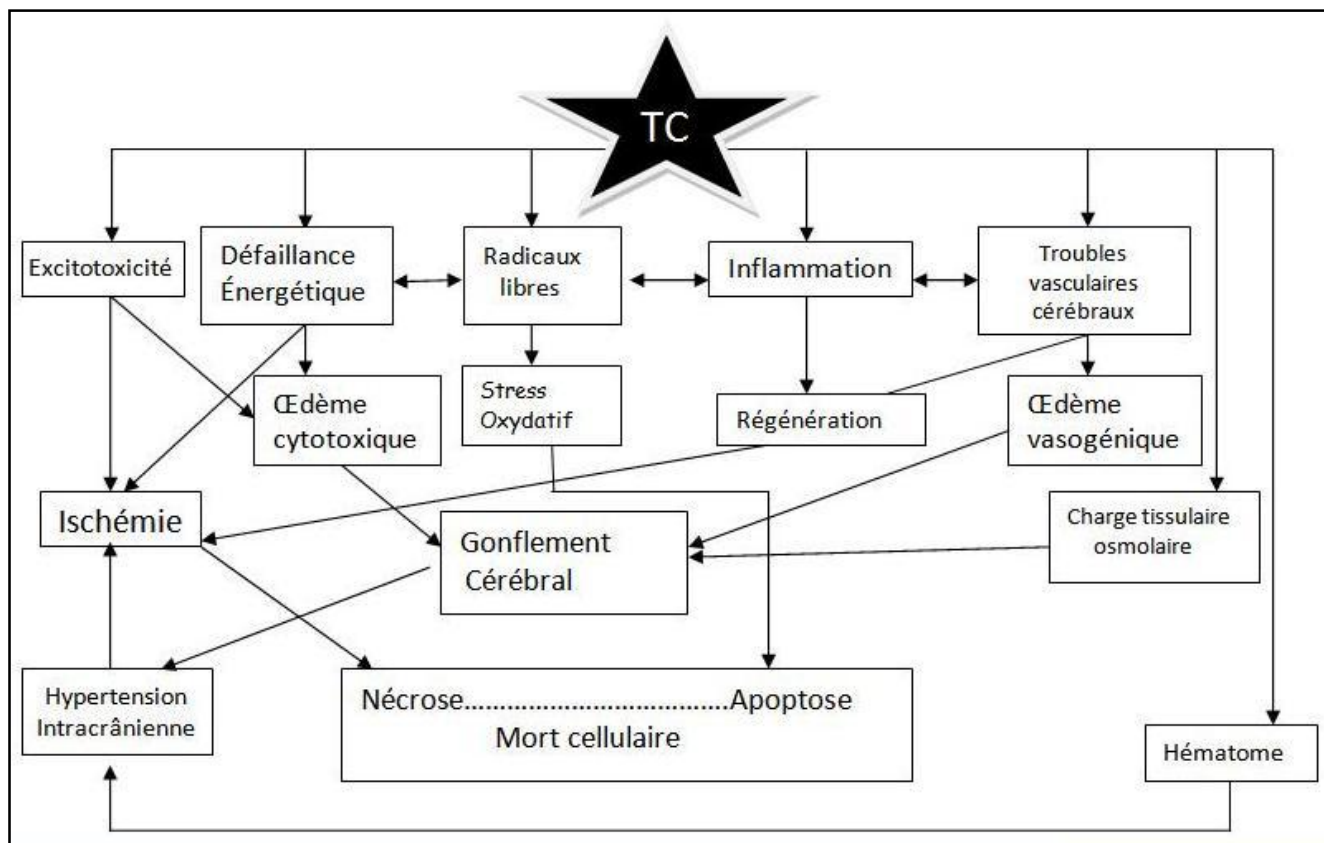 TC
Excitotoxicité
Défaillance
Énergétique
Radicaux
libres
Inflammation
Troubles
vasculaires
cérébraux
Œdème
cytotoxique
Stress
Oxydatif
Régénération
Œdème
vasogénique
Ischémie
Gonflement
Cérébral
Charge tissulaire
osmolaire
Hypertension
Intracrânienne
Nécrose........................................Apoptose
Mort cellulaire
Hématome